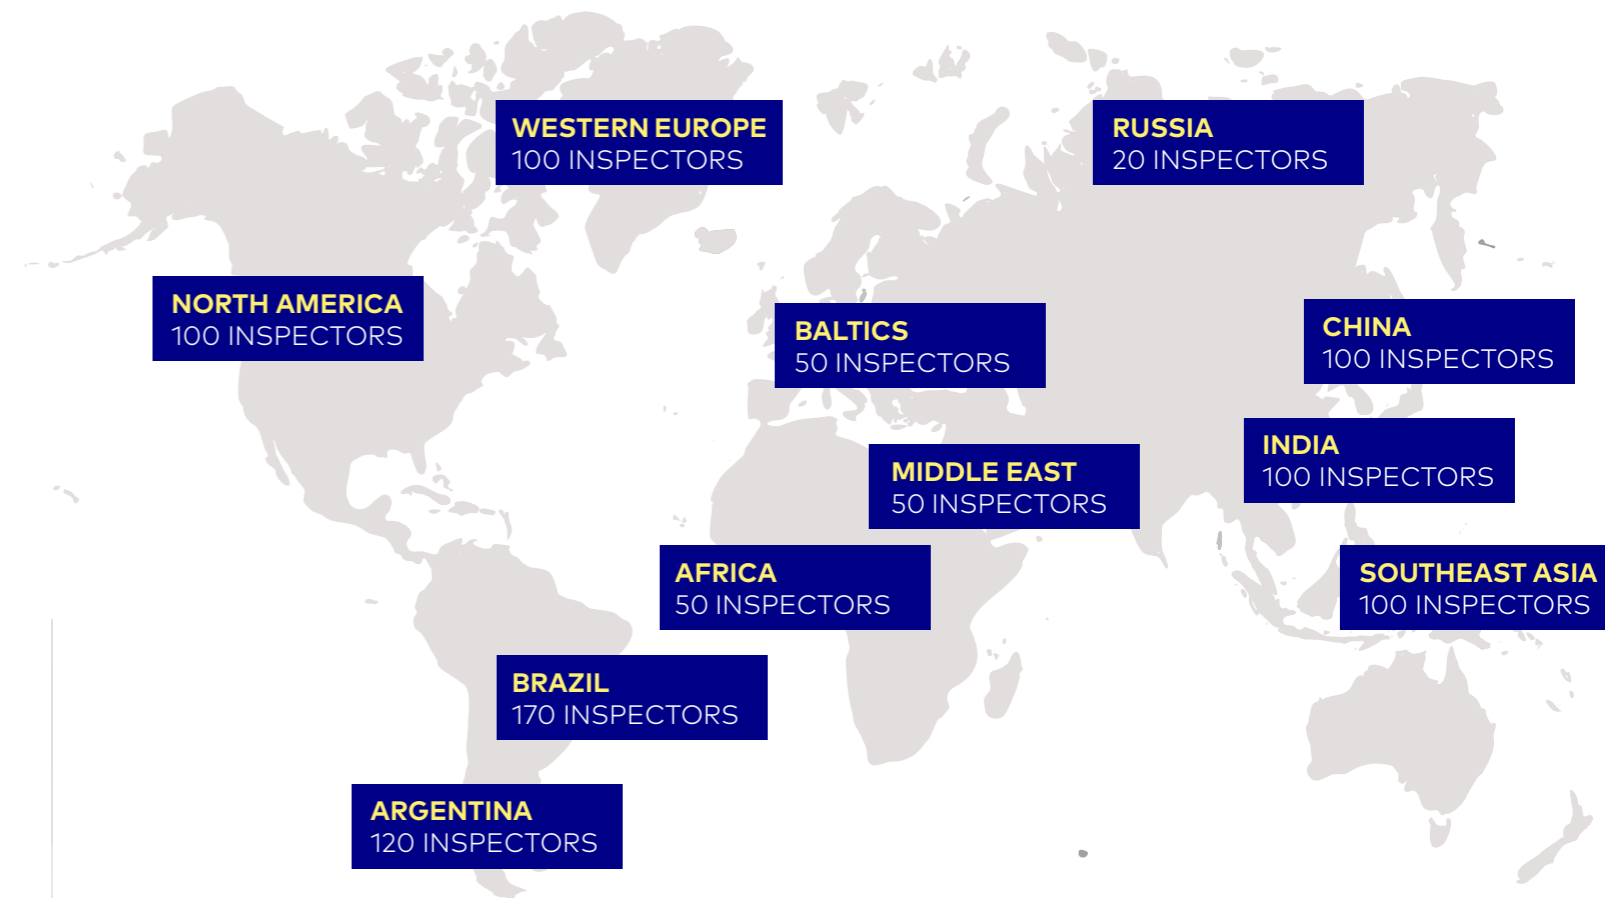 WESTERN EUROPE
100 INSPECTORS
RUSSIA
20 INSPECTORS
NORTH AMERICA
100 INSPECTORS
BALTICS
50 INSPECTORS
CHINA
100 INSPECTORS
INDIA
100 INSPECTORS
MIDDLE EAST
50 INSPECTORS
AFRICA
50 INSPECTORS
SOUTHEAST ASIA
100 INSPECTORS
BRAZIL
170 INSPECTORS
ARGENTINA
120 INSPECTORS